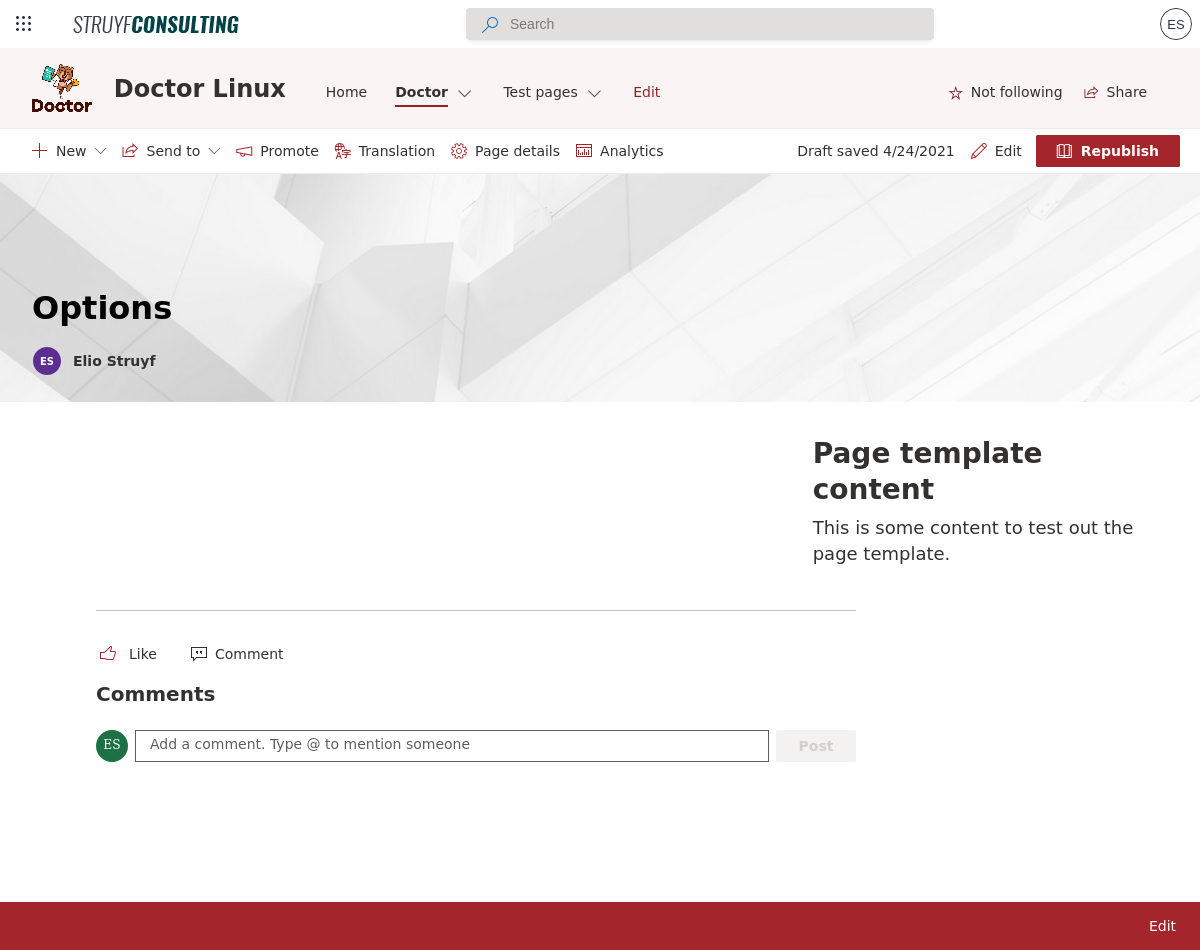 STRUYFCONSULTING
Search
ES
Doctor
Doctor Linux
Home
Doctor
Test pages
Edit
Not following
Share
New
Send to
Promote
Translation
Page details
Analytics
Draft saved 4/24/2021
Edit
Republish
Options
ES
Elio Struyf
Page template
content
This is some content to test out the
page template.
Like
Comment
Comments
ES
Add a comment. Type @ to mention someone
Post
Edit